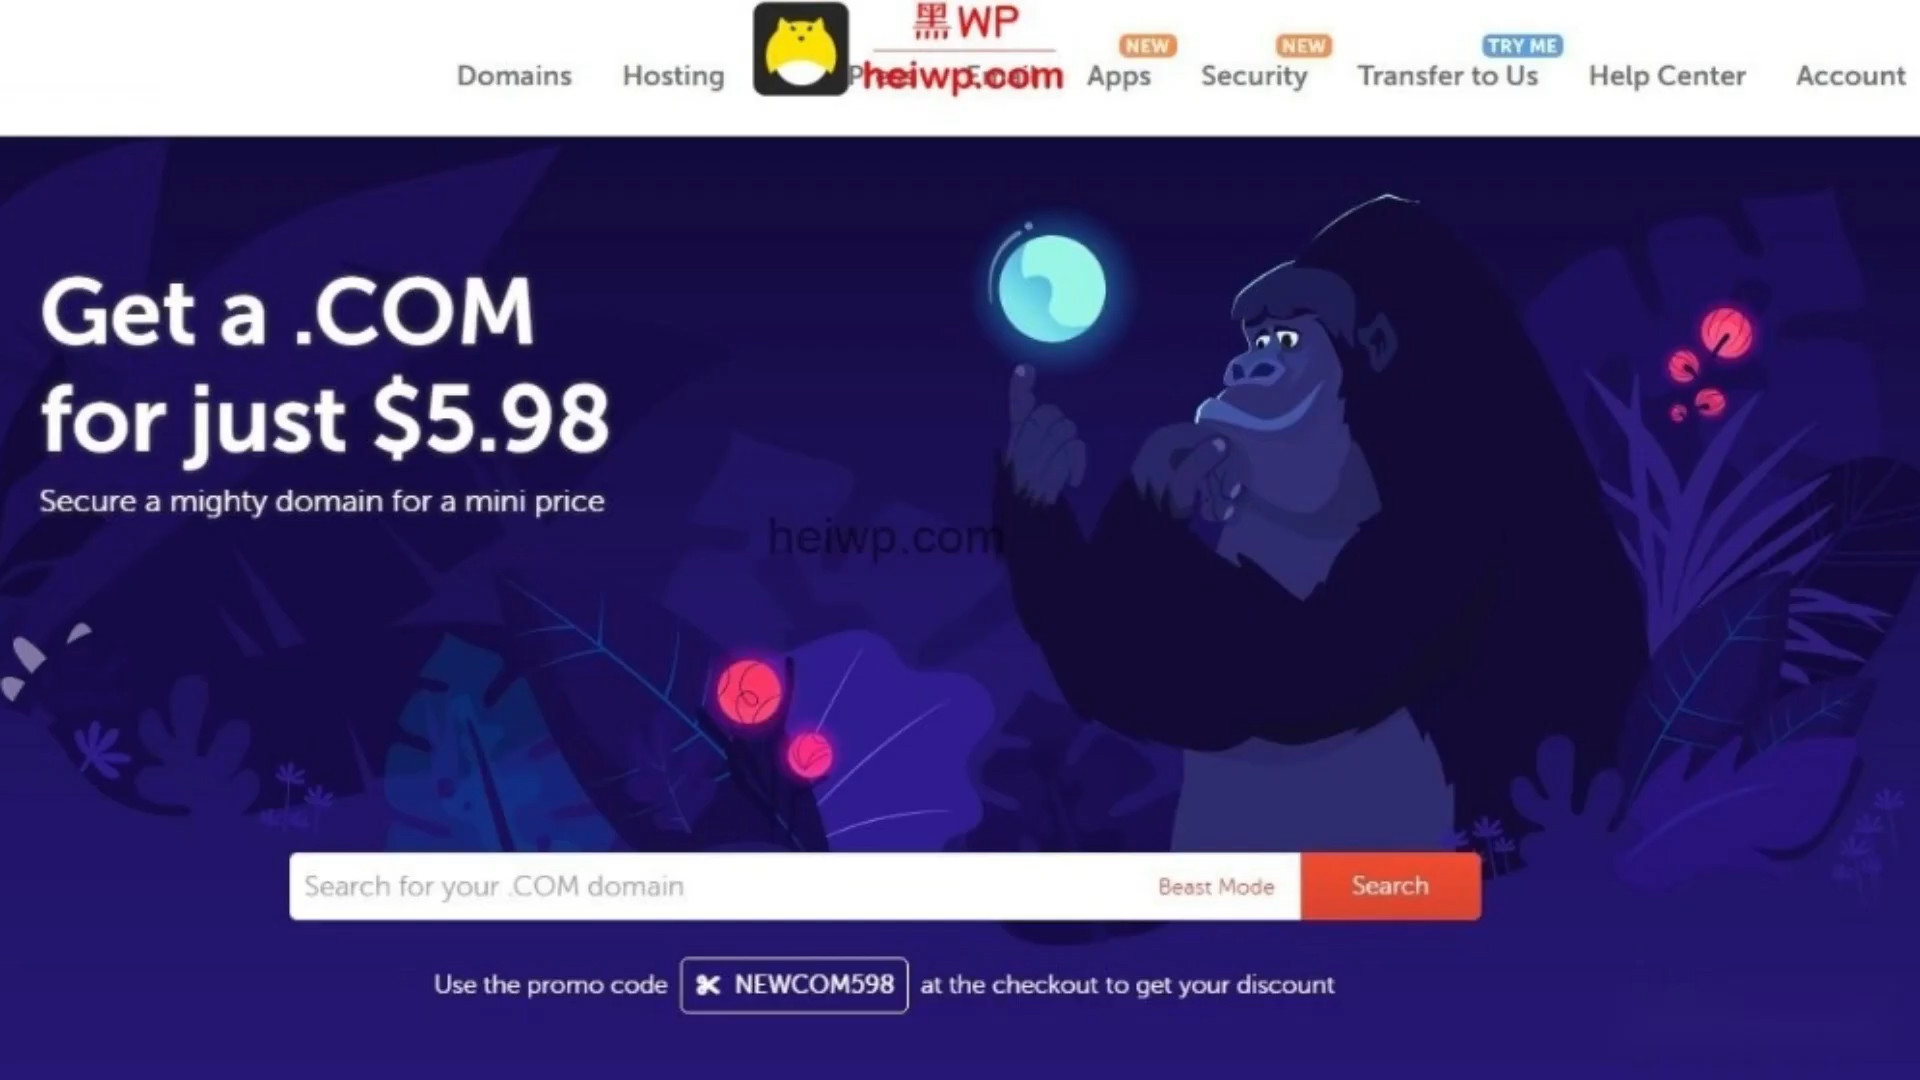 黑WP
heiwp.com
NEW
NEW
TRY ME
Domains
Hosting
Apps
Security
Transfer to Us
Help Center
Account
Get a .COM
for just $5.98
Secure a mighty domain for a mini price
heiwp.com
Search for your .COM domain
Beast Mode
Search
Use the promo code NEWCOM598 at the checkout to get your discount